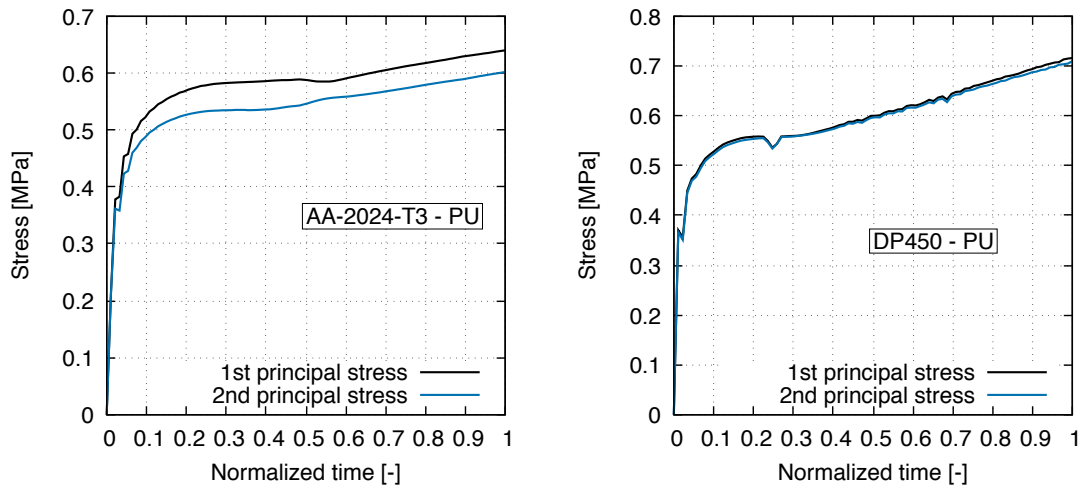 0.7
0.6
0.5
0.4
0.3
0.2
0.1
0
Stress [MPa]
AA-2024-T3 - PU
1st principal stress
2nd principal stress
0 0.1 0.2 0.3 0.4 0.5 0.6 0.7 0.8 0.9 1
Normalized time [-]
0.8
0.7
0.6
0.5
0.4
0.3
0.2
0.1
0
Stress [MPa]
DP450 - PU
1st principal stress
2nd principal stress
0 0.1 0.2 0.3 0.4 0.5 0.6 0.7 0.8 0.9 1
Normalized time [-]